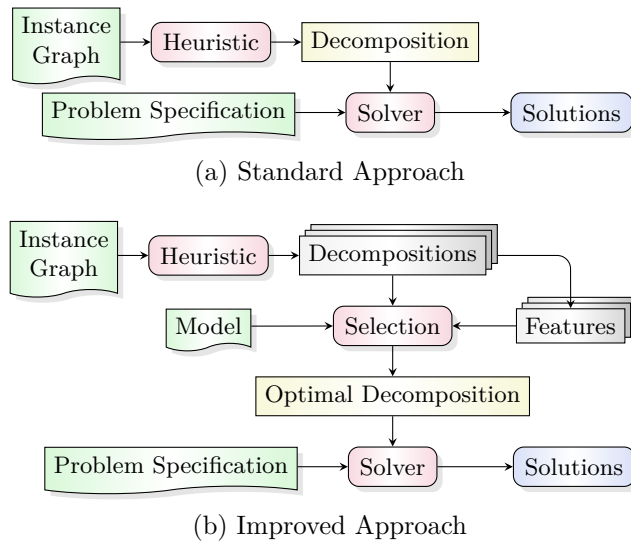 Instance
Graph
Heuristic
Decomposition
Problem Specification
Solver
Solutions
(a) Standard Approach
Instance
Graph
Heuristic
Decompositions
Model
Selection
Features
Optimal Decomposition
Problem Specification
Solver
Solutions
(b) Improved Approach